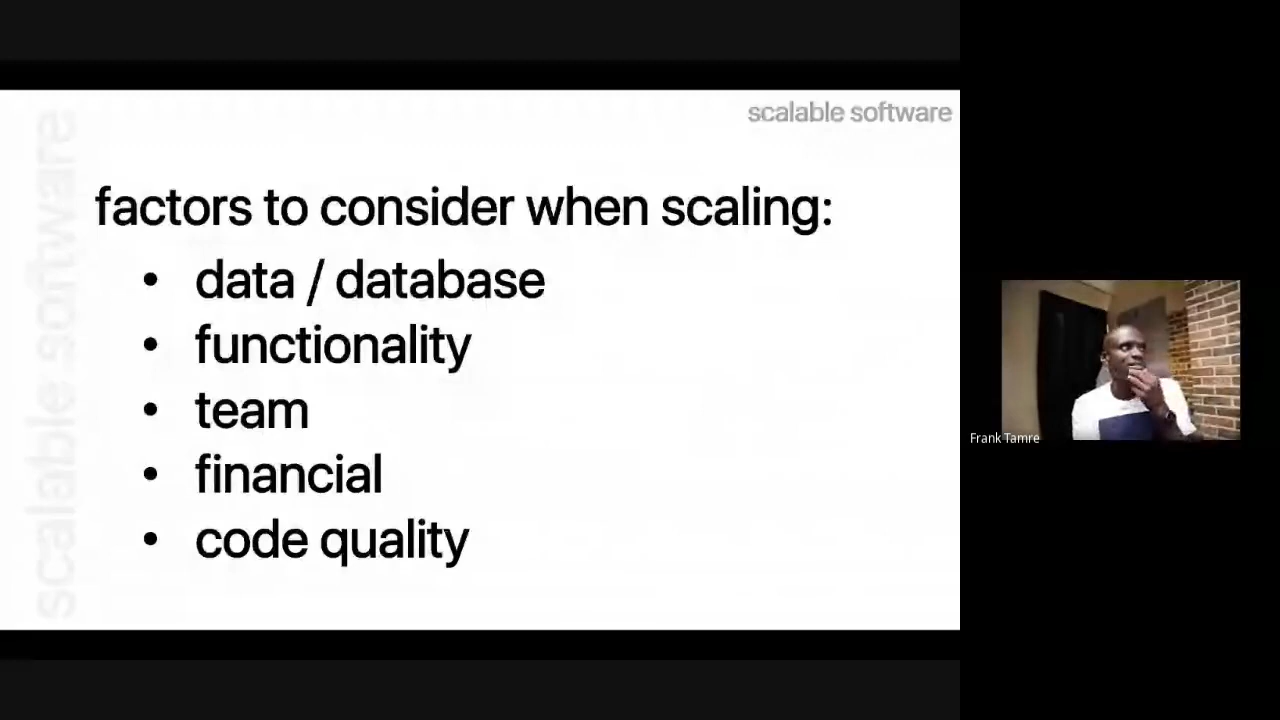 scalable software
scalable software
factors to consider when scaling:
• data / database
• functionality
• team
• financial
• code quality
Frank Tamre